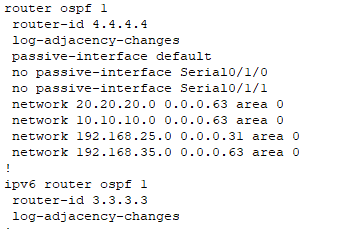 router ospf 1
router-id 4.4.4.4
log-adjacency-changes
passive-interface default
no passive-interface Serial0/1/0
no passive-interface Serial0/1/1
network 20.20.20.0 0.0.0.63 area 0
network 10.10.10.0 0.0.0.63 area 0
network 192.168.25.0 0.0.0.31 area 0
network 192.168.35.0 0.0.0.63 area 0
!
ipv6 router ospf 1
router-id 3.3.3.3
log-adjacency-changes